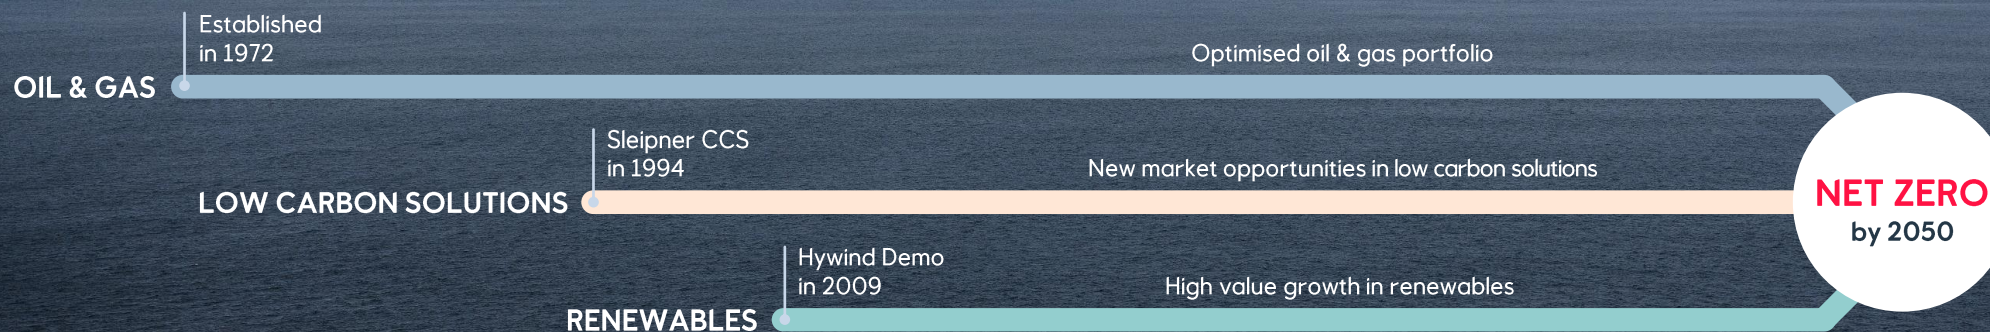 Established
in 1972
Optimised oil & gas portfolio
OIL & GAS
Sleipner CCS
in 1994
New market opportunities in low carbon solutions
LOW CARBON SOLUTIONS
NET ZERO
by 2050
Hywind Demo
in 2009
High value growth in renewables
RENEWABLES